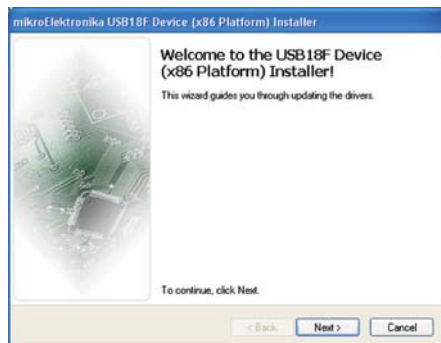 mikroElektronika USB18F Device (x86 Platform) Installer
Welcome to the USB18F Device
(x86 Platform) Installer!
This wizard guides you through updating the drivers.
To continue, click Next.
< Back
Next >
Cancel